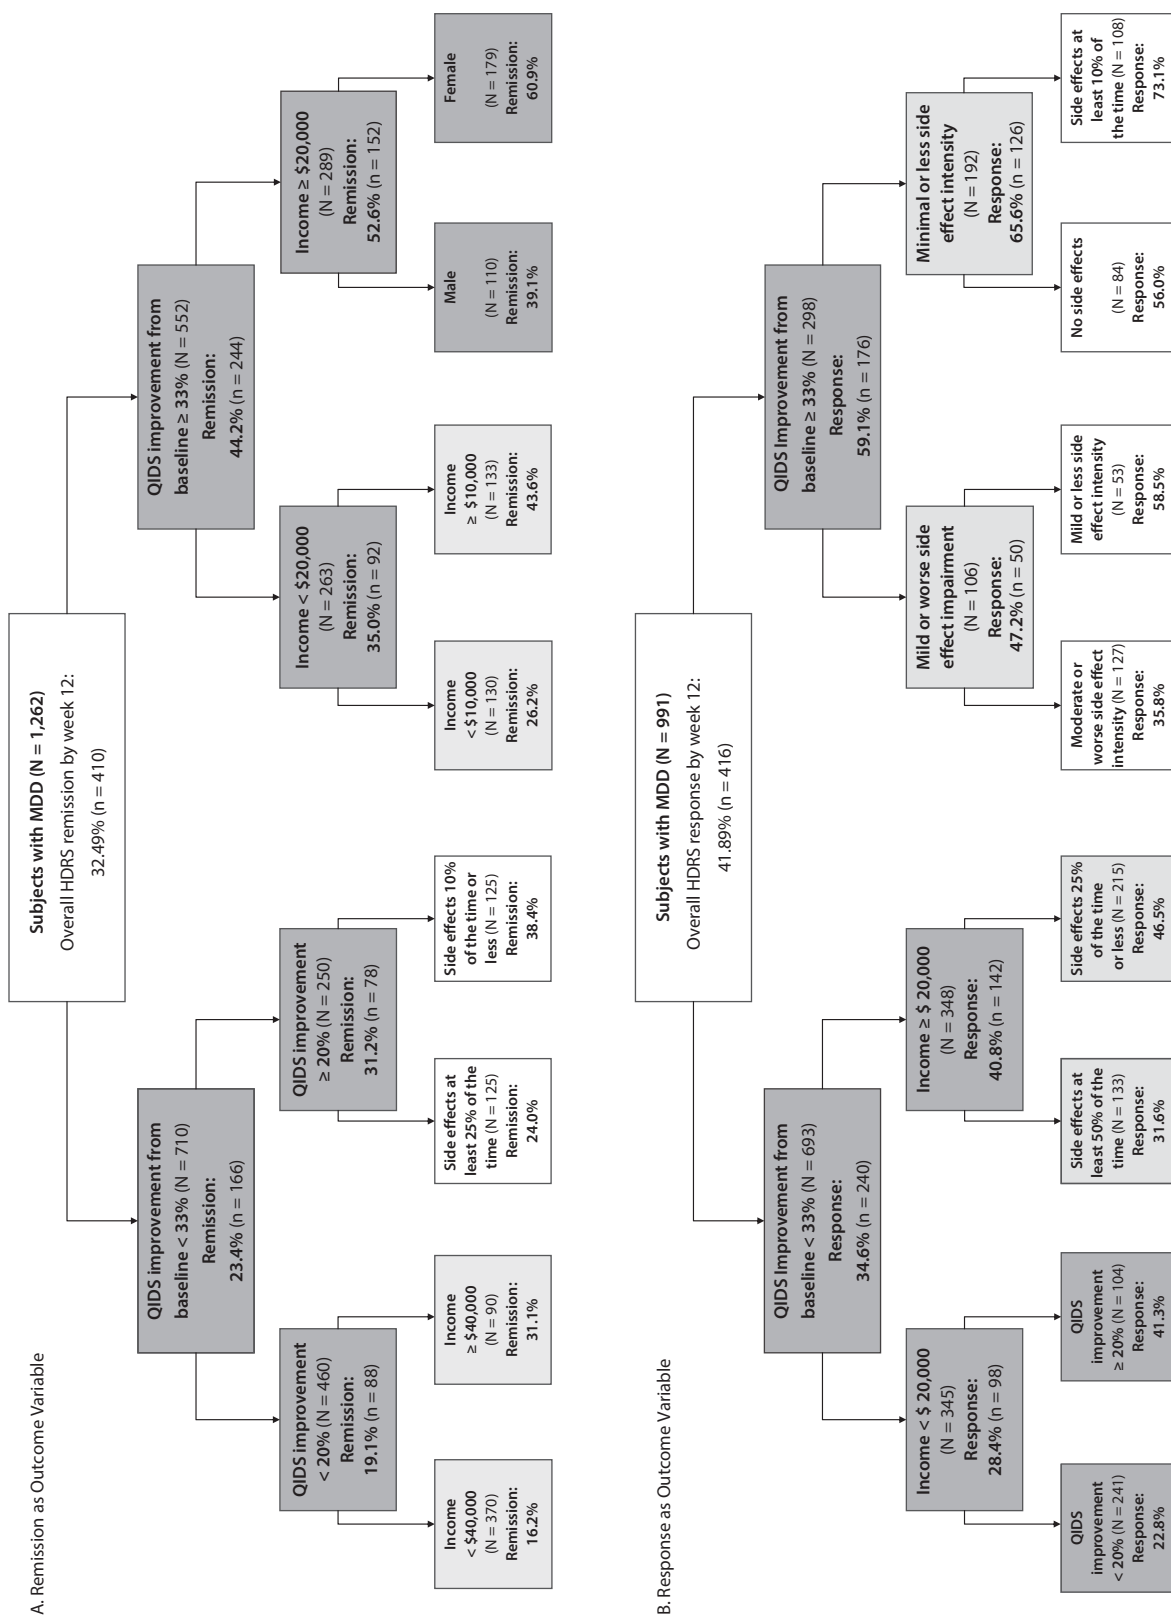 A. Remission as Outcome Variable
Subjects with MDD (N = 1,262)
Overall HDRS remission by week 12:
32.49% (n = 410)
QIDS improvement from
baseline < 33% (N = 710)
Remission:
23.4% (n = 166)
QIDS improvement from
baseline ≥ 33% (N = 552)
Remission:
44.2% (n = 244)
QIDS improvement
< 20% (N = 460)
Remission:
19.1% (n = 88)
QIDS improvement
≥ 20% (N = 250)
Remission:
31.2% (n = 78)
Income < $20,000
(N = 263)
Remission:
35.0% (n = 92)
Income ≥ $20,000
(N = 289)
Remission:
52.6% (n = 152)
Income
< $40,000
(N = 370)
Remission:
16.2%
Income
≥ $40,000
(N = 90)
Remission:
31.1%
Side effects at
least 25% of the
time (N = 125)
Remission:
24.0%
Side effects 10%
of the time or
less (N = 125)
Remission:
38.4%
Income
< $10,000
(N = 130)
Remission:
26.2%
Income
≥ $10,000
(N = 133)
Remission:
43.6%
Male
(N = 110)
Remission:
39.1%
Female
(N = 179)
Remission:
60.9%
B. Response as Outcome Variable
Subjects with MDD (N = 991)
Overall HDRS response by week 12:
41.89% (n = 416)
QIDS Improvement from
baseline < 33% (N = 693)
Response:
34.6% (n = 240)
QIDS Improvement from
baseline ≥ 33% (N = 298)
Response:
59.1% (n = 176)
Income < $ 20,000
(N = 345)
Response:
28.4% (n = 98)
Income ≥ $ 20,000
(N = 348)
Response:
40.8% (n = 142)
Mild or worse side
effect impairment
(N = 106)
Response:
47.2% (n = 50)
Minimal or less side
effect intensity
(N = 192)
Response:
65.6% (n = 126)
QIDS
improvement
< 20% (N = 241)
Response:
22.8%
QIDS
improvement
≥ 20% (N = 104)
Response:
41.3%
Side effects at
least 50% of the
time (N = 133)
Response:
31.6%
Side effects 25%
of the time
or less (N = 215)
Response:
46.5%
Moderate or
worse side effect
intensity (N = 127)
Response:
35.8%
Mild or less side
effect intensity
(N = 53)
Response:
58.5%
No side effects
(N = 84)
Response:
56.0%
Side effects at
least 10% of
the time (N = 108)
Response:
73.1%